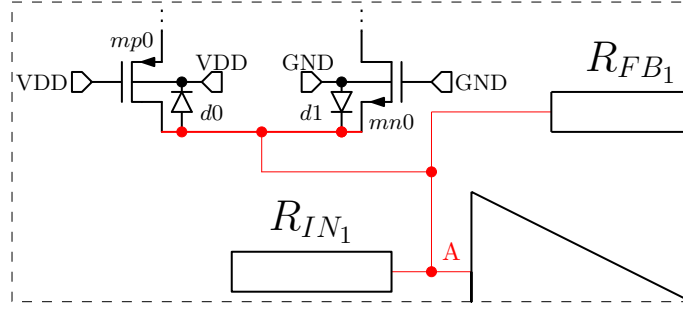 mp0
VDD VDD GND GND
d0 d1
mn0
R_{FB_1}
R_{IN_1}
A